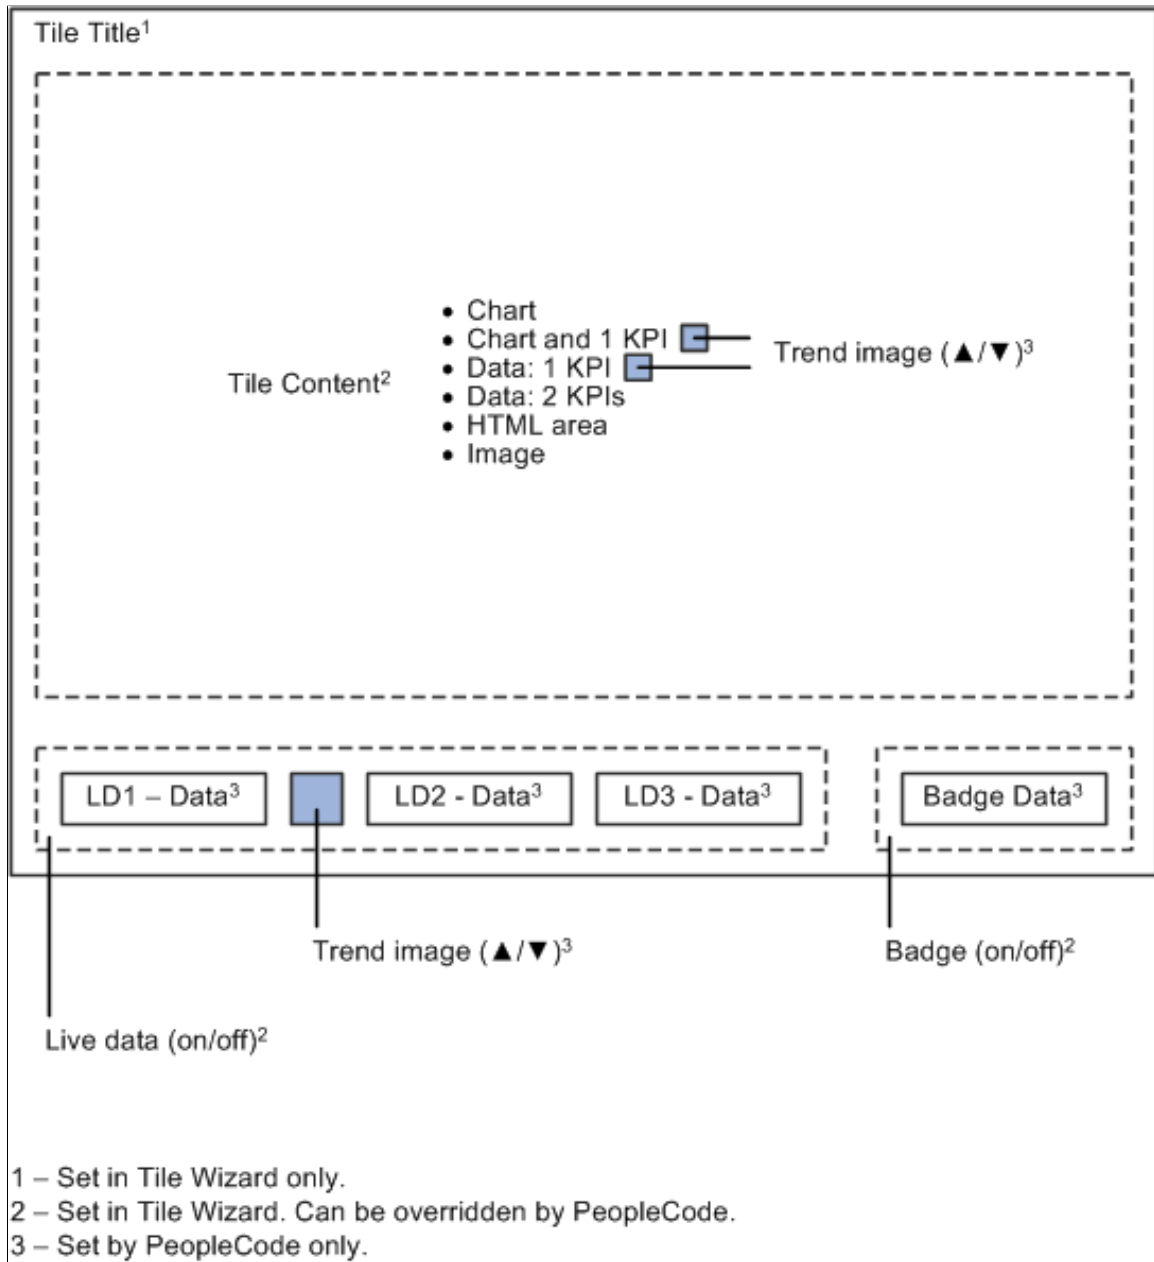 Tile Title¹
• Chart
• Chart and 1 KPI
Trend image (▲/▼)³
• Data: 1 KPI
Tile Content²
• Data: 2 KPIs
• HTML area
• Image
LD1 – Data³
LD2 - Data³
LD3 - Data³
Badge Data³
Trend image (▲/▼)³
Badge (on/off)²
Live data (on/off)²
1 – Set in Tile Wizard only.
2 – Set in Tile Wizard. Can be overridden by PeopleCode.
3 – Set by PeopleCode only.